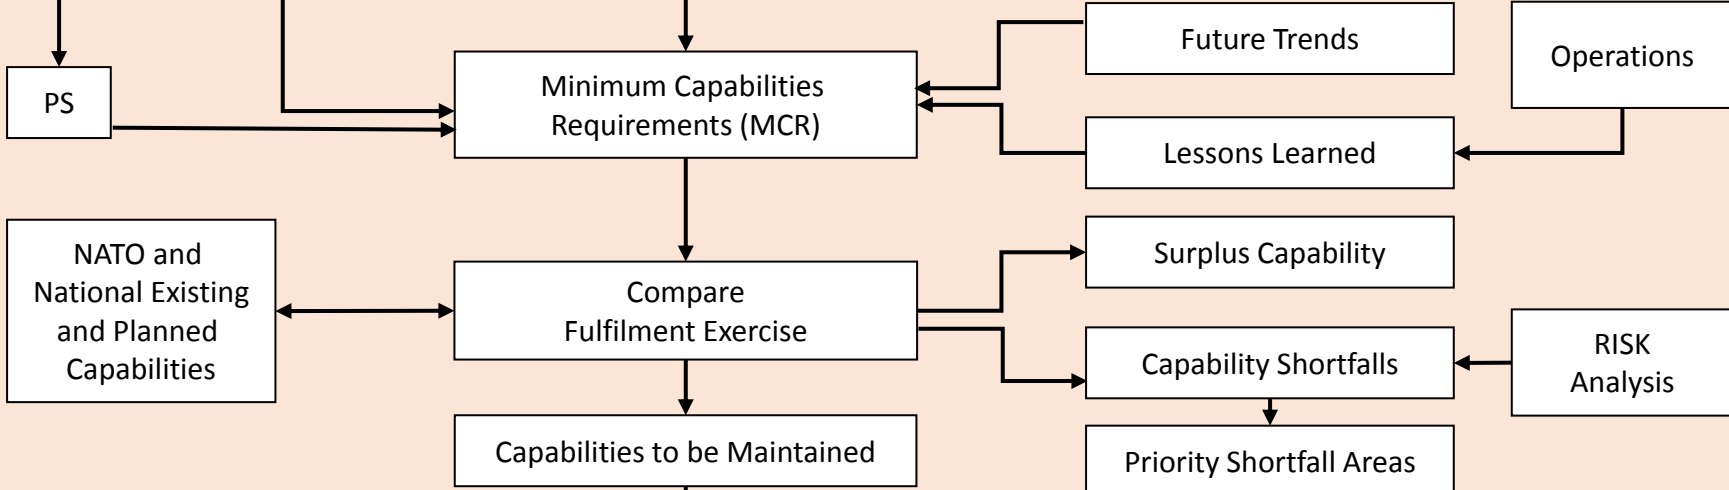 Future Trends
Operations
Minimum Capabilities
Requirements (MCR)
PS
Lessons Learned
NATO and
National Existing
and Planned
Capabilities
Surplus Capability
Compare
Fulfilment Exercise
Capability Shortfalls
RISK
Analysis
Capabilities to be Maintained
Priority Shortfall Areas